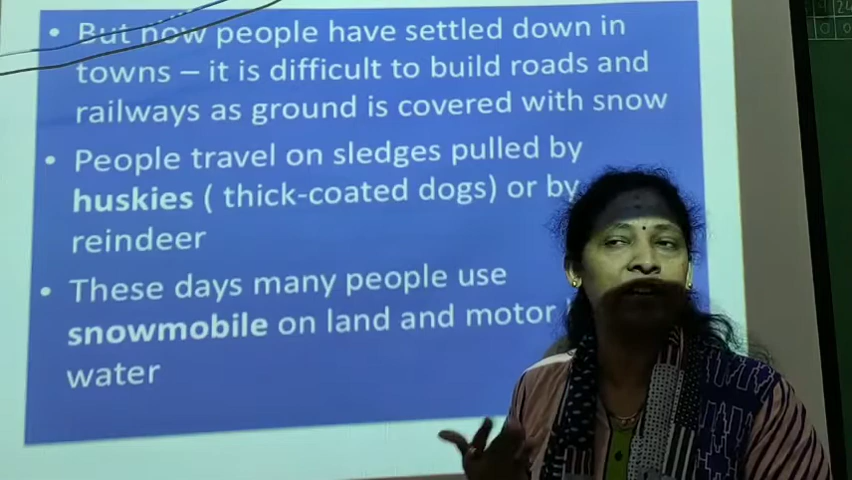 • But now people have settled down in
towns – it is difficult to build roads and
railways as ground is covered with snow
• People travel on sledges pulled by
huskies ( thick-coated dogs) or by
reindeer
• These days many people use
snowmobile on land and motor
water